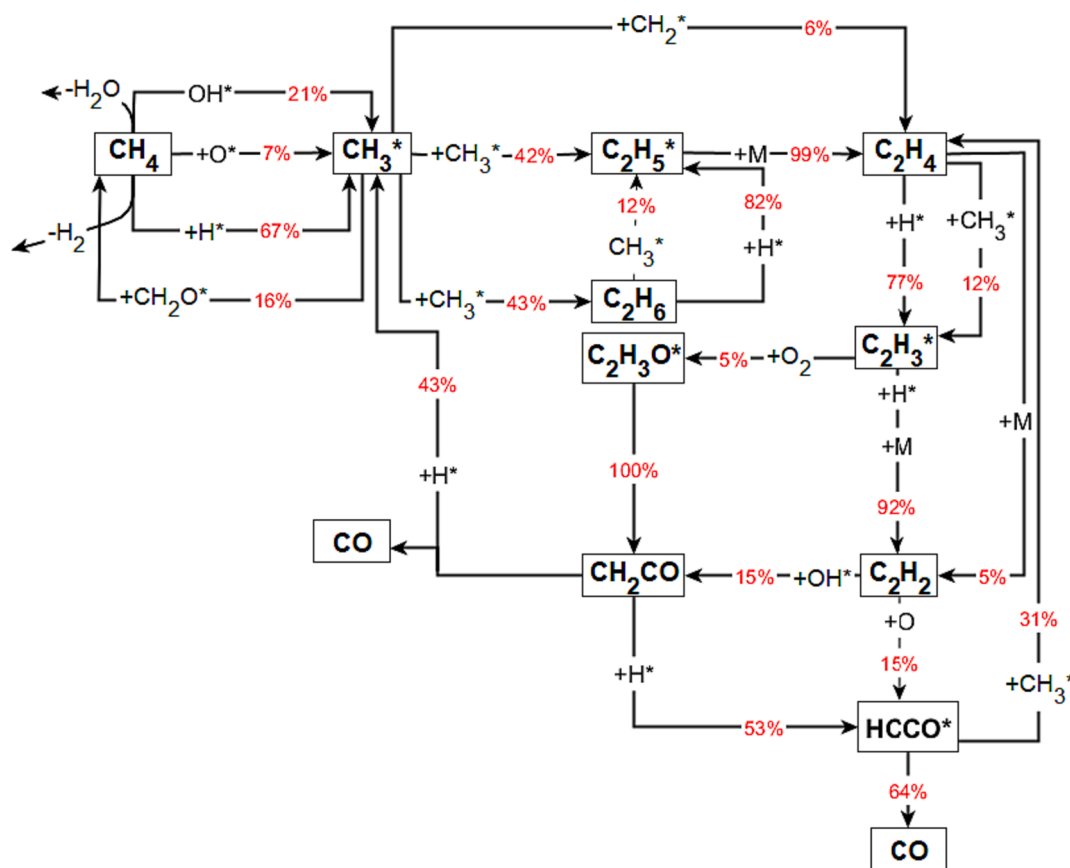 +CH₂* 6%
-H₂O OH* 21%
CH₄ +O* 7% CH₃* +CH₃* 42% C₂H₅* +M 99% C₂H₄
12% 82% +H* +CH₃*
-H₂ +H* 67% CH₃* +H*
+CH₂O* 16% +CH₃* 43% C₂H₆ 77% 12%
C₂H₃O* 5% +O₂ C₂H₃*
43% +H*
+M +M
+H* 100%
92%
CO
CH₂CO 15% +OH* C₂H₂ 5%
+O 31%
+H* 15% +CH₃*
53% HCCO*
64%
CO